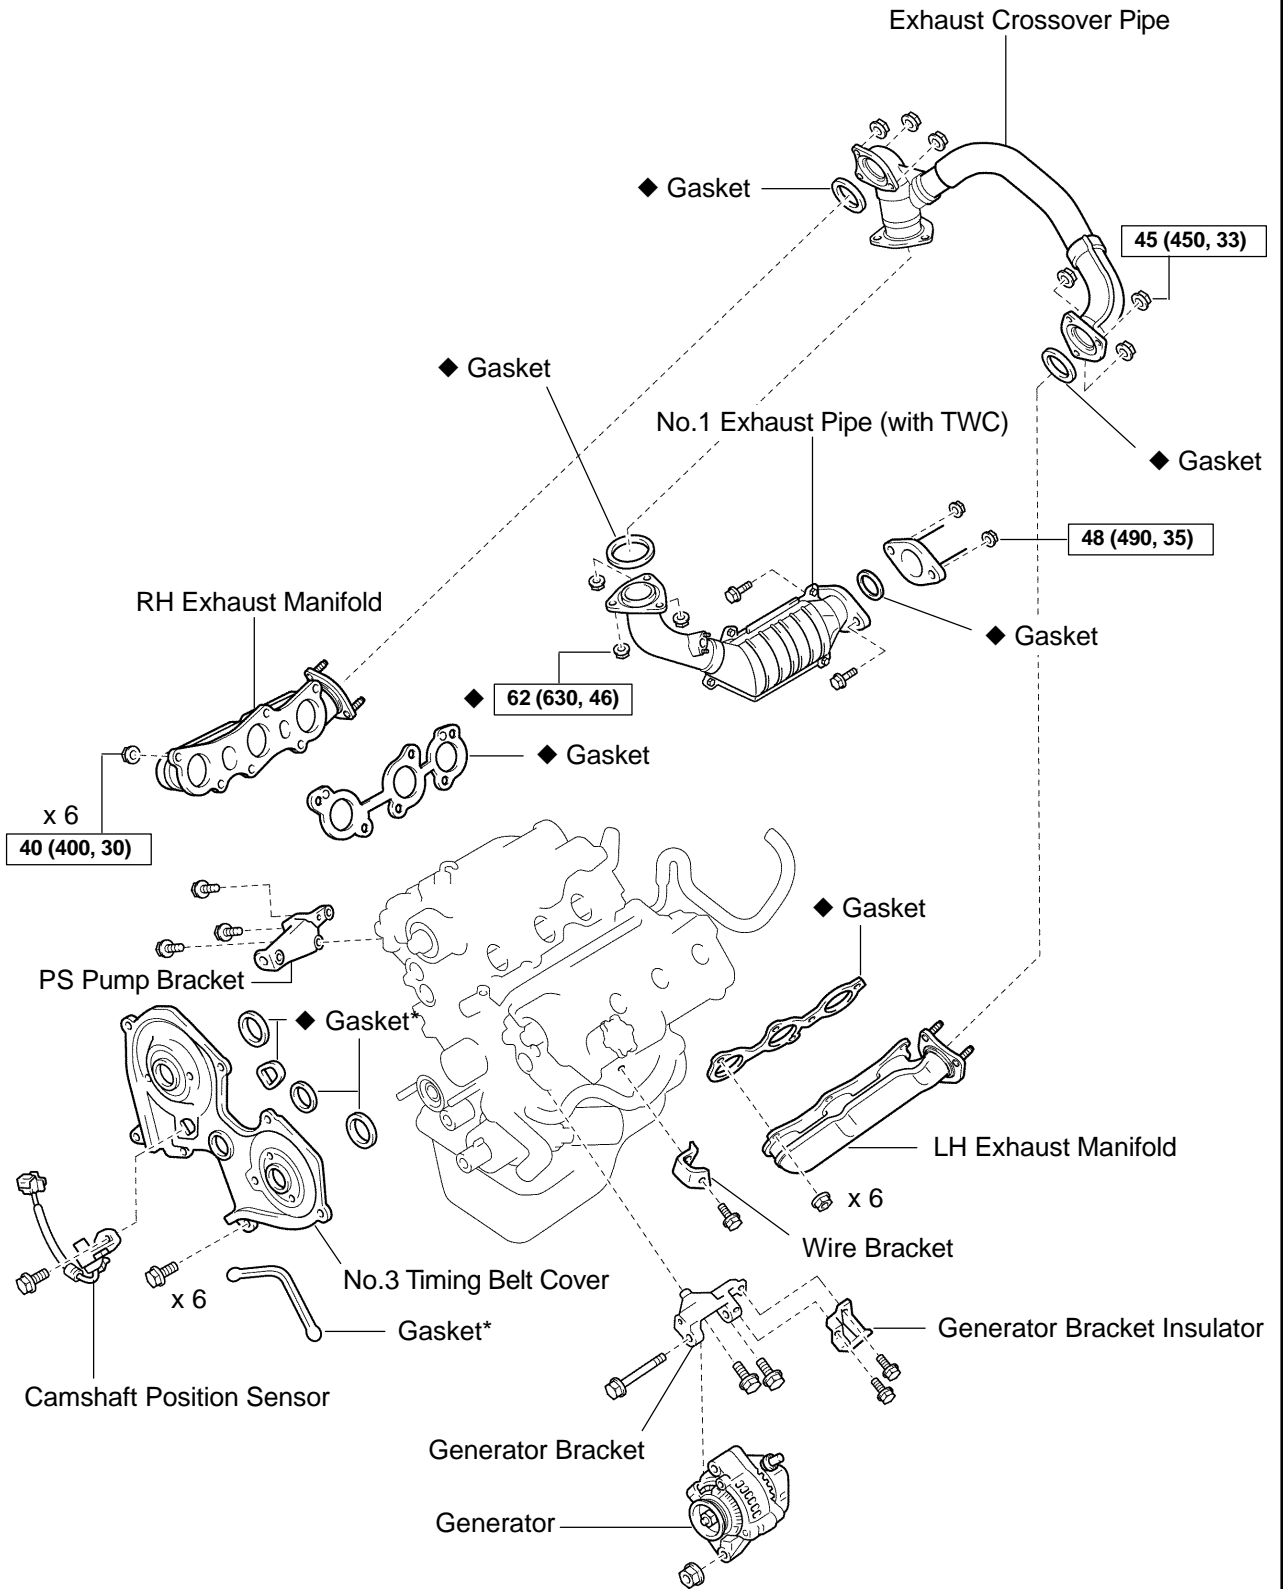 Exhaust Crossover Pipe
◆ Gasket
45 (450, 33)
◆ Gasket
No.1 Exhaust Pipe (with TWC)
◆ Gasket
48 (490, 35)
RH Exhaust Manifold
◆ Gasket
◆ 62 (630, 46)
◆ Gasket
x 6
40 (400, 30)
◆ Gasket
PS Pump Bracket
◆ Gasket*
LH Exhaust Manifold
x 6
Wire Bracket
No.3 Timing Belt Cover
x 6
Gasket*
Generator Bracket Insulator
Camshaft Position Sensor
Generator Bracket
Generator